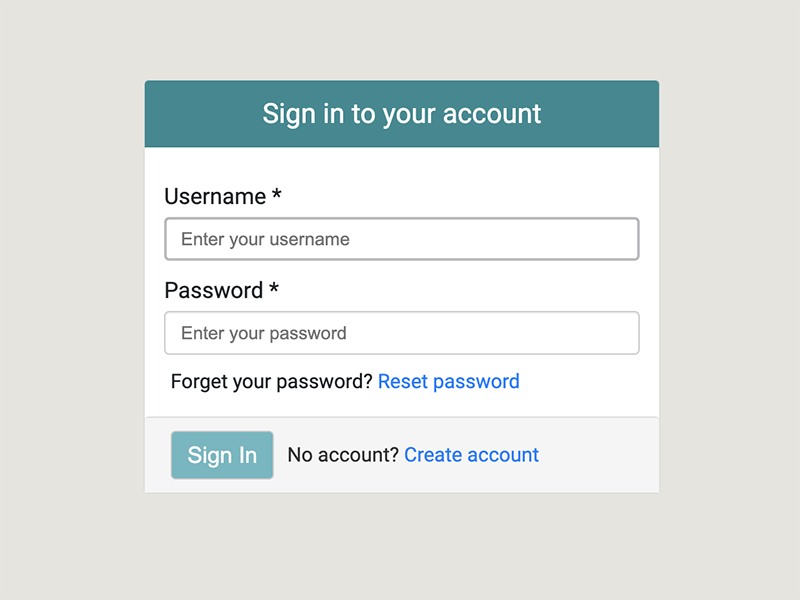 Sign in to your account
Username *
Enter your username
Password *
Enter your password
Forget your password? Reset password
Sign In No account? Create account